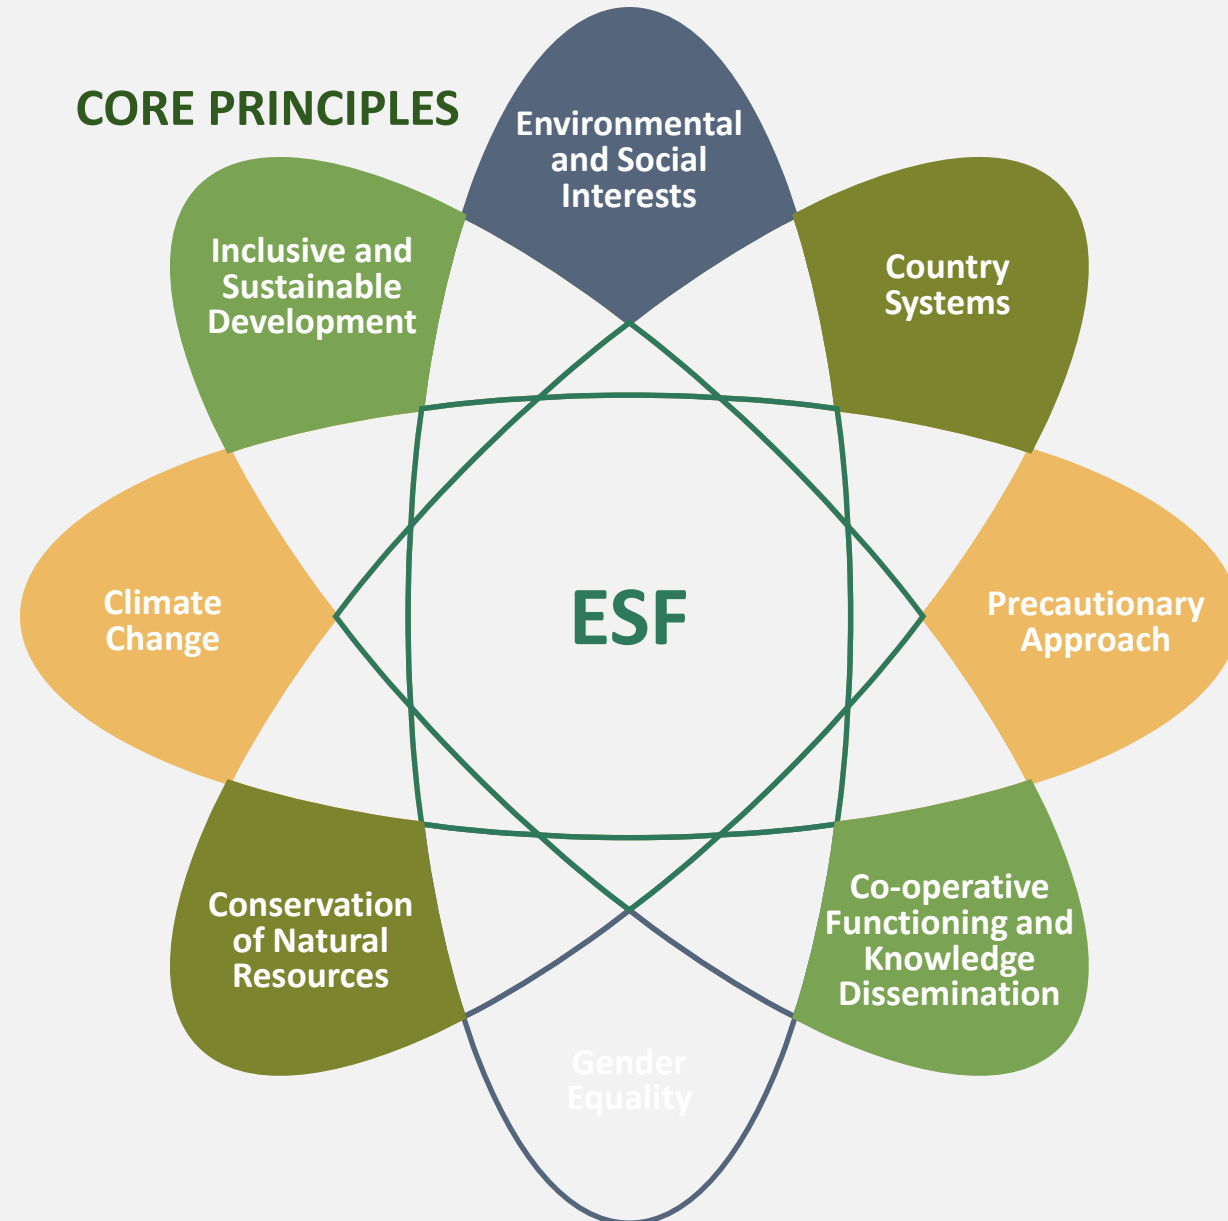 CORE PRINCIPLES
Environmental
and Social
Interests
Country
Systems
Precautionary
Approach
Co-operative
Functioning and
Knowledge
Dissemination
Gender
Equality
Conservation
of Natural
Resources
Climate
Change
Inclusive and
Sustainable
Development
ESF